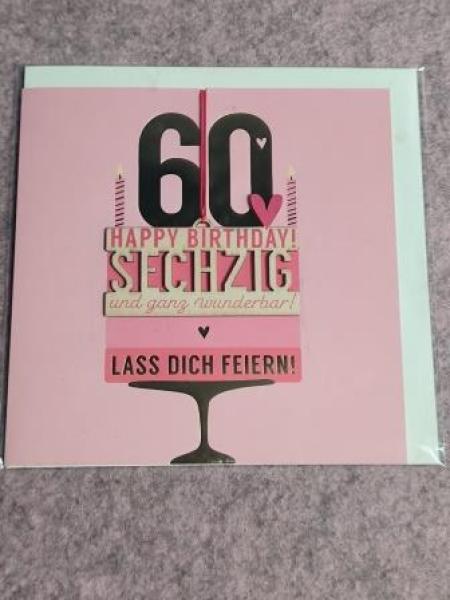 60
HAPPY BIRTHDAY!
SECHZIG
und ganz wunderbar!
LASS DICH FEIERN!